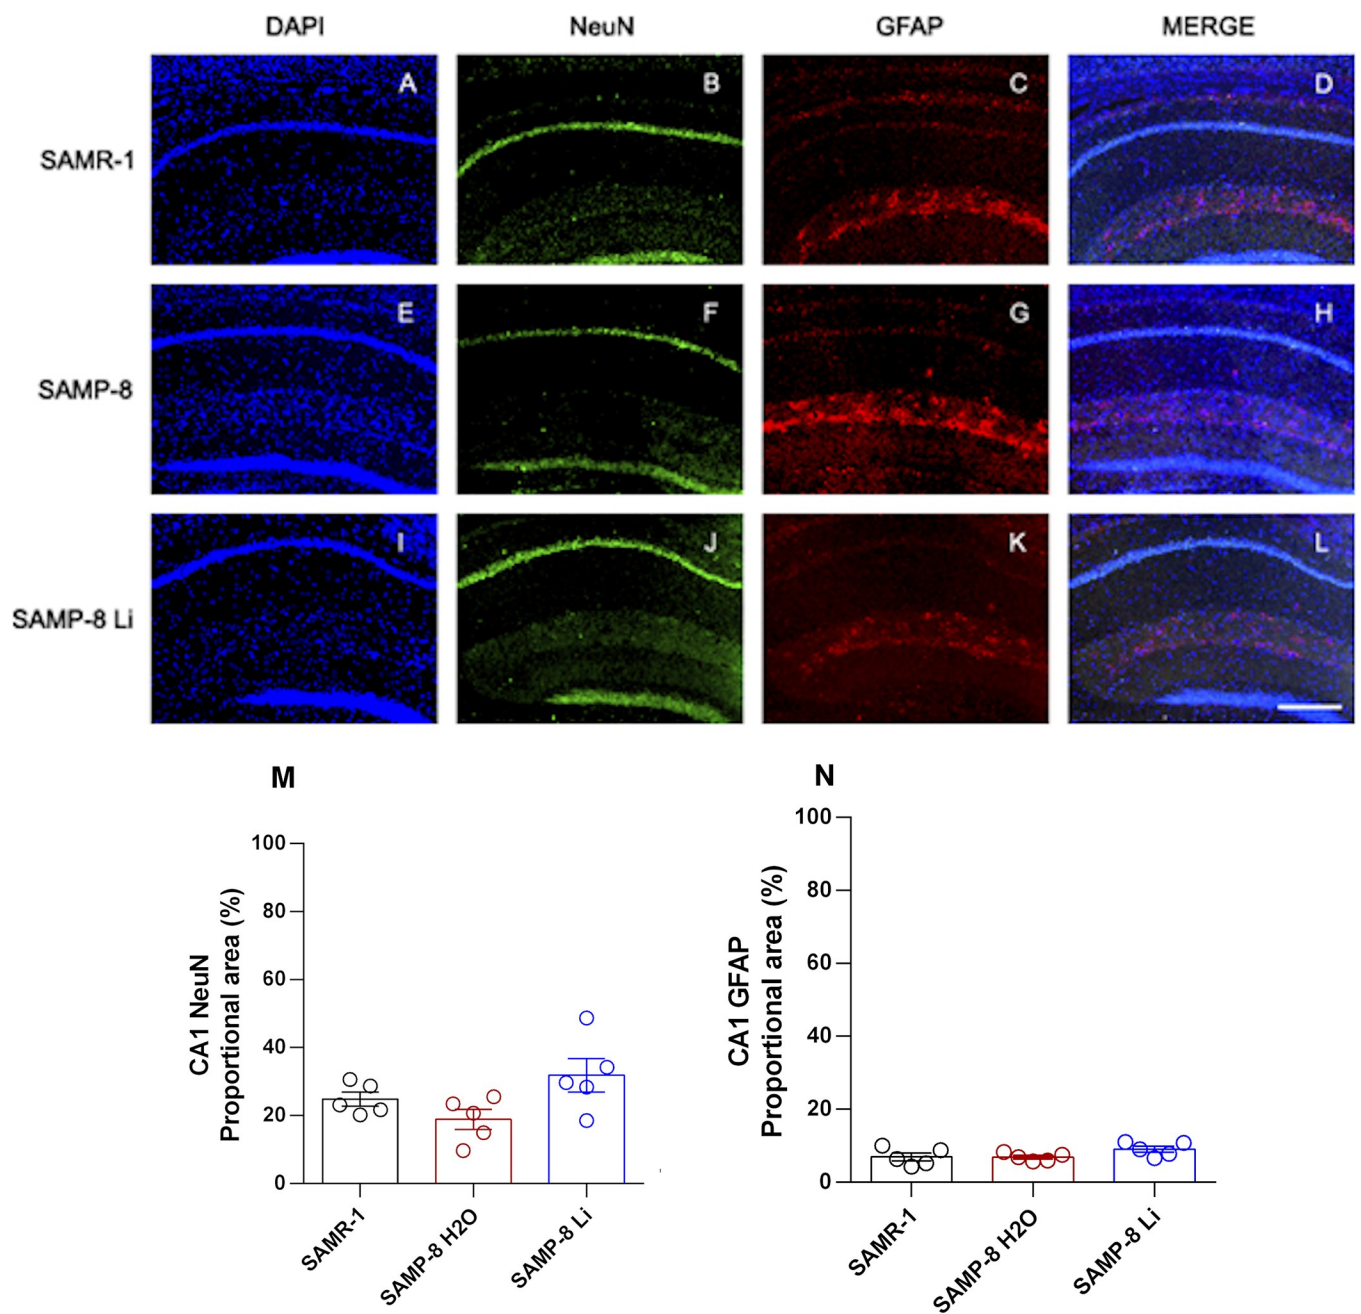 DAPI NeuN GFAP MERGE
SAMR-1 A B C D
SAMP-8 E F G H
SAMP-8 Li I J K L
M N
CA1 NeuN
Proportional area (%)
100
80
60
40
20
0
SAMR-1
SAMP-8 H2O
SAMP-8 Li
CA1 GFAP
Proportional area (%)
100
80
60
40
20
0
SAMR-1
SAMP-8 H2O
SAMP-8 Li